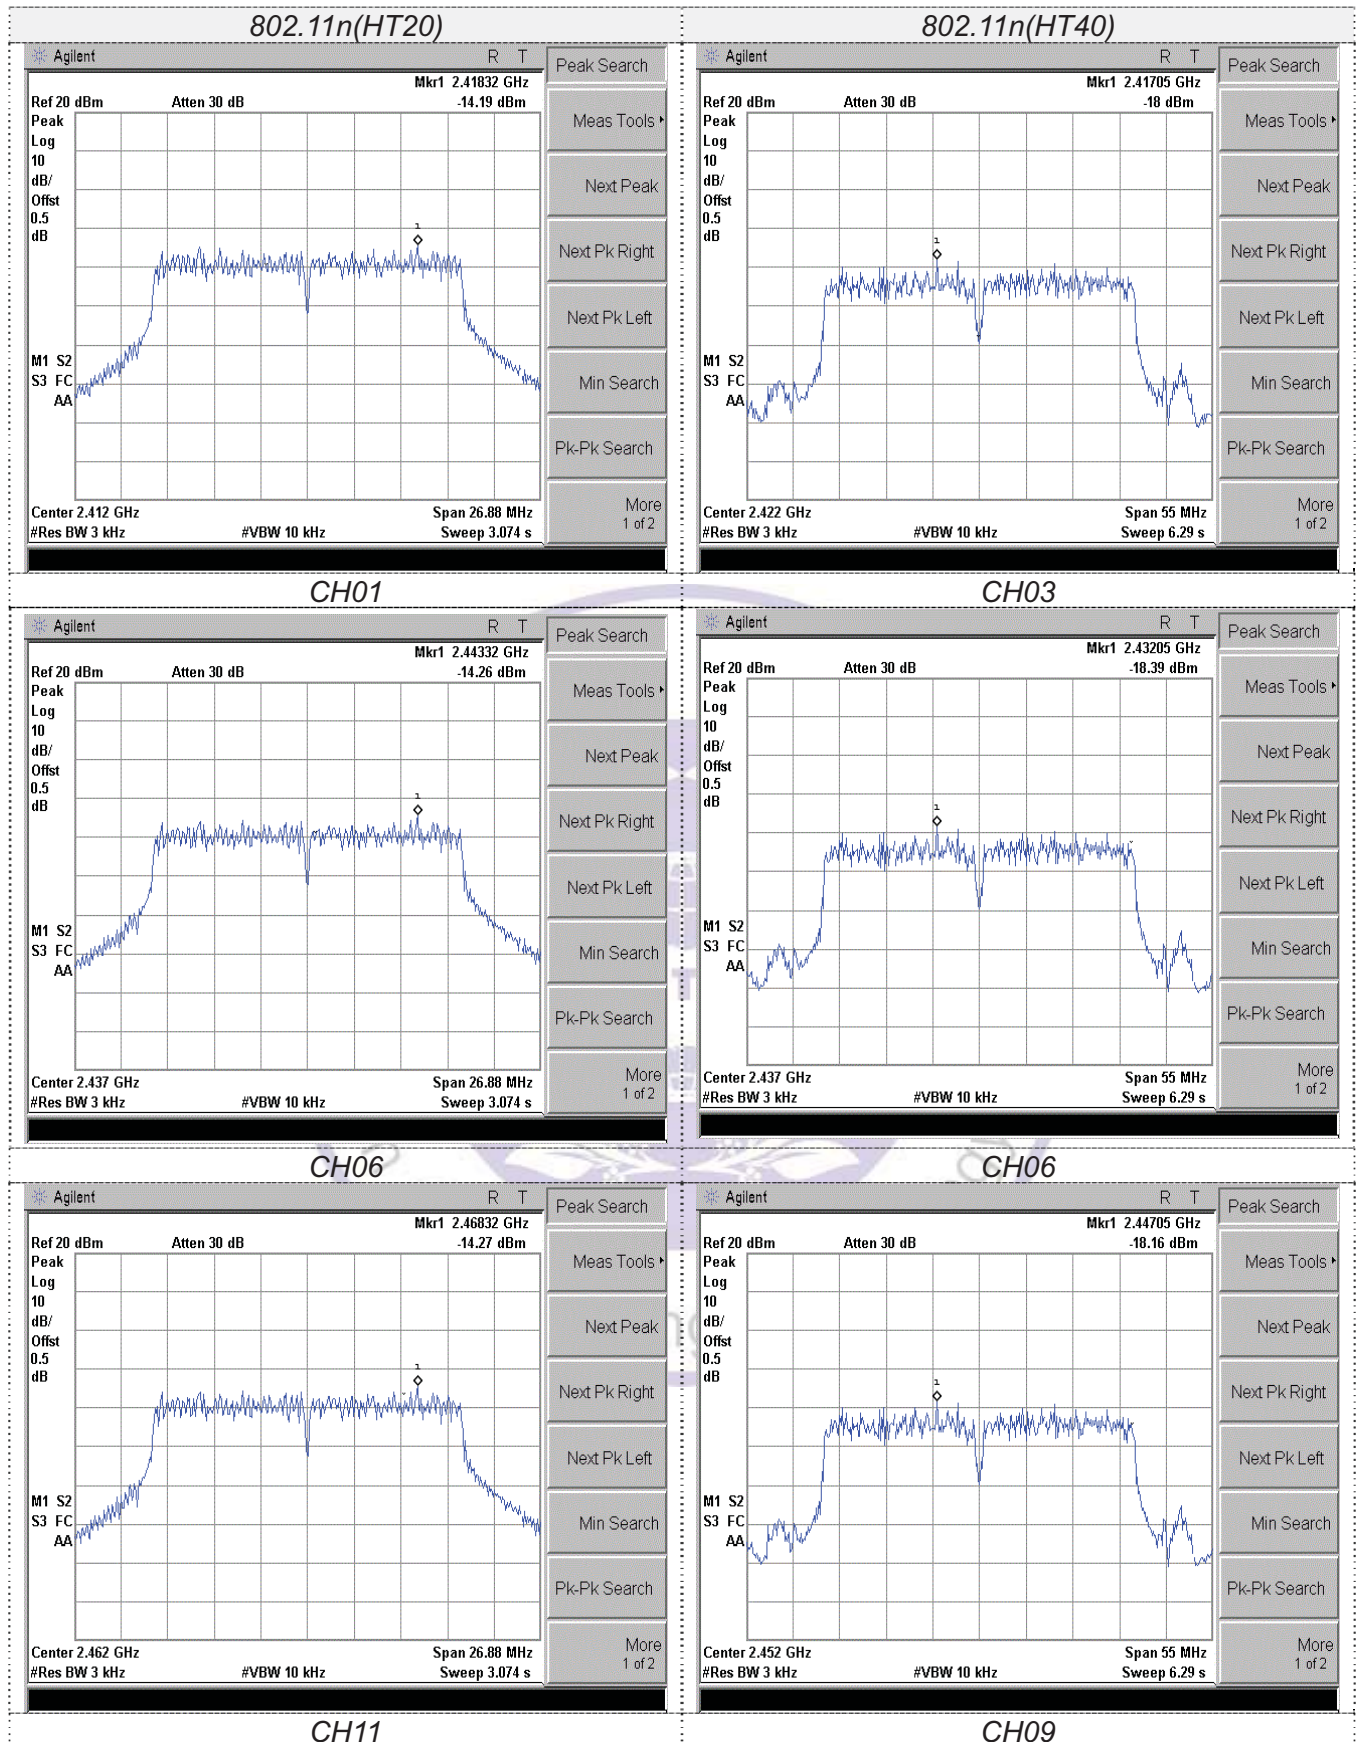 802.11n(HT20)
802.11n(HT40)
Agilent R T
Peak Search
Mkr1 2.41832 GHz
Ref 20 dBm Atten 30 dB -14.19 dBm
Peak
Log
10
dB/
Offst
0.5
dB
1
M1 S2
S3 FC
AA
Center 2.412 GHz Span 26.88 MHz
#Res BW 3 kHz #VBW 10 kHz Sweep 3.074 s
Meas Tools
Next Peak
Next Pk Right
Next Pk Left
Min Search
Pk-Pk Search
More
1 of 2
Agilent R T
Peak Search
Mkr1 2.41705 GHz
Ref 20 dBm Atten 30 dB -18 dBm
Peak
Log
10
dB/
Offst
0.5
dB
1
M1 S2
S3 FC
AA
Center 2.422 GHz Span 55 MHz
#Res BW 3 kHz #VBW 10 kHz Sweep 6.29 s
Meas Tools
Next Peak
Next Pk Right
Next Pk Left
Min Search
Pk-Pk Search
More
1 of 2
CH01
CH03
Agilent R T
Peak Search
Mkr1 2.44332 GHz
Ref 20 dBm Atten 30 dB -14.26 dBm
Peak
Log
10
dB/
Offst
0.5
dB
1
M1 S2
S3 FC
AA
Center 2.437 GHz Span 26.88 MHz
#Res BW 3 kHz #VBW 10 kHz Sweep 3.074 s
Meas Tools
Next Peak
Next Pk Right
Next Pk Left
Min Search
Pk-Pk Search
More
1 of 2
Agilent R T
Peak Search
Mkr1 2.43205 GHz
Ref 20 dBm Atten 30 dB -18.39 dBm
Peak
Log
10
dB/
Offst
0.5
dB
1
M1 S2
S3 FC
AA
Center 2.437 GHz Span 55 MHz
#Res BW 3 kHz #VBW 10 kHz Sweep 6.29 s
Meas Tools
Next Peak
Next Pk Right
Next Pk Left
Min Search
Pk-Pk Search
More
1 of 2
CH06
CH06
Agilent R T
Peak Search
Mkr1 2.46832 GHz
Ref 20 dBm Atten 30 dB -14.27 dBm
Peak
Log
10
dB/
Offst
0.5
dB
1
M1 S2
S3 FC
AA
Center 2.462 GHz Span 26.88 MHz
#Res BW 3 kHz #VBW 10 kHz Sweep 3.074 s
Meas Tools
Next Peak
Next Pk Right
Next Pk Left
Min Search
Pk-Pk Search
More
1 of 2
Agilent R T
Peak Search
Mkr1 2.44705 GHz
Ref 20 dBm Atten 30 dB -18.16 dBm
Peak
Log
10
dB/
Offst
0.5
dB
1
M1 S2
S3 FC
AA
Center 2.452 GHz Span 55 MHz
#Res BW 3 kHz #VBW 10 kHz Sweep 6.29 s
Meas Tools
Next Peak
Next Pk Right
Next Pk Left
Min Search
Pk-Pk Search
More
1 of 2
CH11
CH09